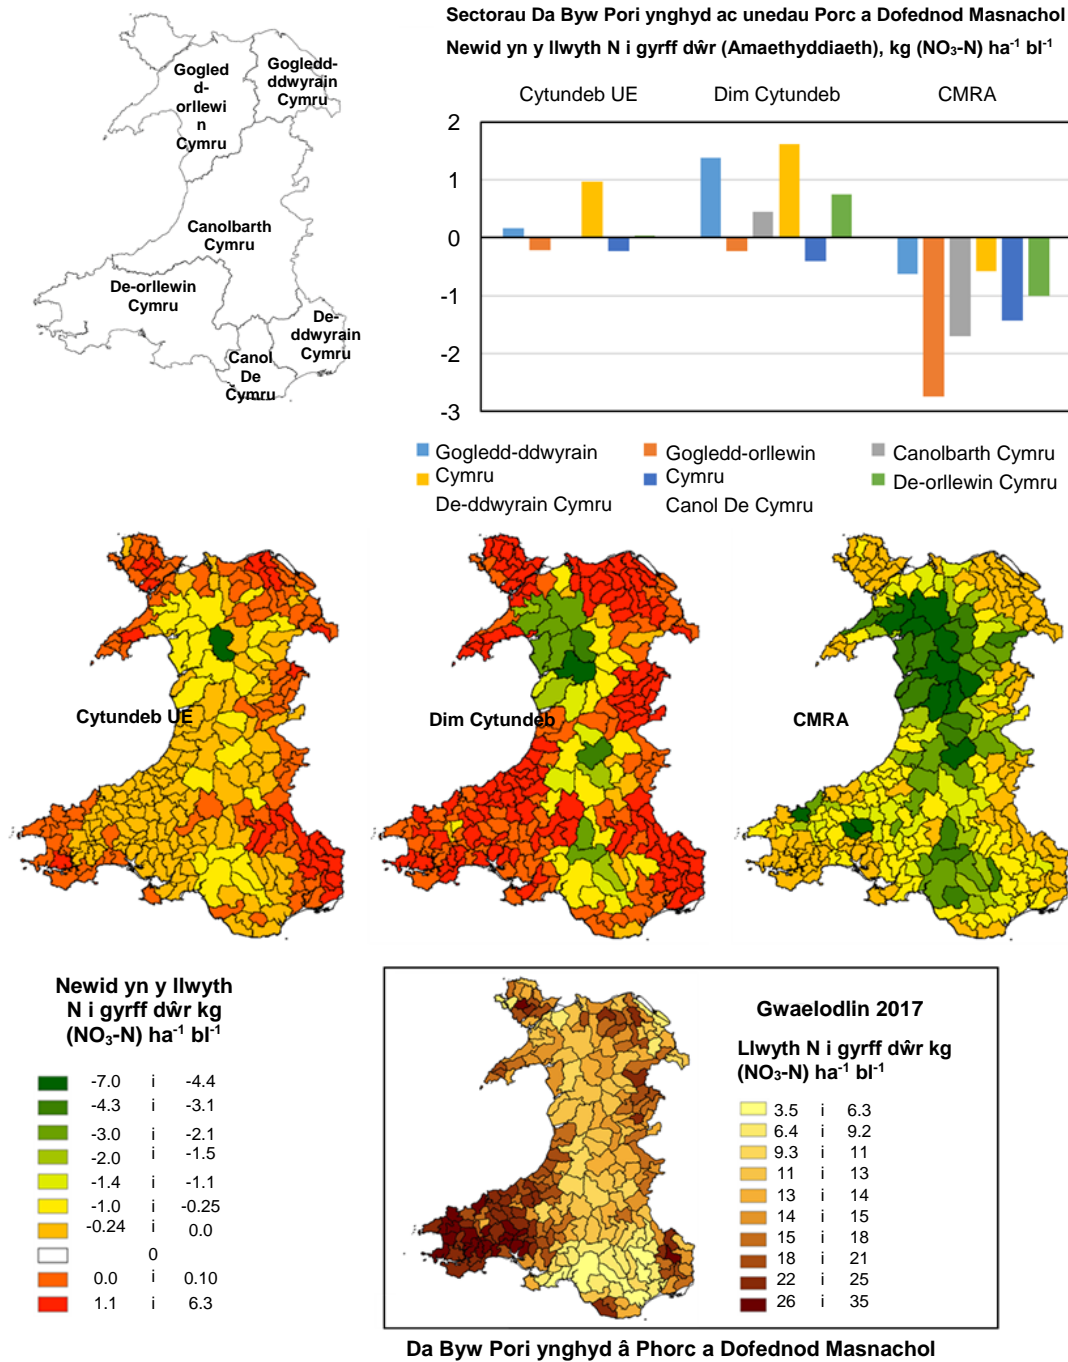 Sectorau Da Byw Pori ynghyd ac unedau Porc a Dofednod Masnachol
Newid yn y llwyth N i gyrff dŵr (Amaethyddiaeth), kg (NO₃-N) ha⁻¹ bl⁻¹
Gogled
d-
orllewi
n
Cymru
Gogledd-
ddwyrain
Cymru
Canolbarth
Cymru
De-orllewin
Cymru
De-
ddwyrain
Cymru
Canol
De
Cymru
Cytundeb UE
Dim Cytundeb
CMRA
2
1
0
-1
-2
-3
Gogledd-ddwyrain
Cymru
De-ddwyrain Cymru
Gogledd-orllewin
Cymru
Canol De Cymru
Canolbarth Cymru
De-orllewin Cymru
Cytundeb UE
Dim Cytundeb
CMRA
Newid yn y llwyth
N i gyrff dŵr kg
(NO₃-N) ha⁻¹ bl⁻¹
-7.0 i -4.4
-4.3 i -3.1
-3.0 i -2.1
-2.0 i -1.5
-1.4 i -1.1
-1.0 i -0.25
-0.24 i 0.0
0
0.0 i 0.10
1.1 i 6.3
Gwaelodlin 2017
Llwyth N i gyrff dŵr kg
(NO₃-N) ha⁻¹ bl⁻¹
3.5 i 6.3
6.4 i 9.2
9.3 i 11
11 i 13
13 i 14
14 i 15
15 i 18
18 i 21
22 i 25
26 i 35
Da Byw Pori ynghyd â Phorc a Dofednod Masnachol